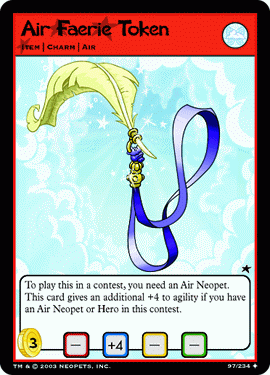 Air Faerie Token
Item | Charm | Air
To play this in a contest, you need an Air Neopet.
This card gives an additional +4 to agility if you have
an Air Neopet or Hero in this contest.
3 — +4 — —
TM & © 2003 NEOPETS, INC. 97/234